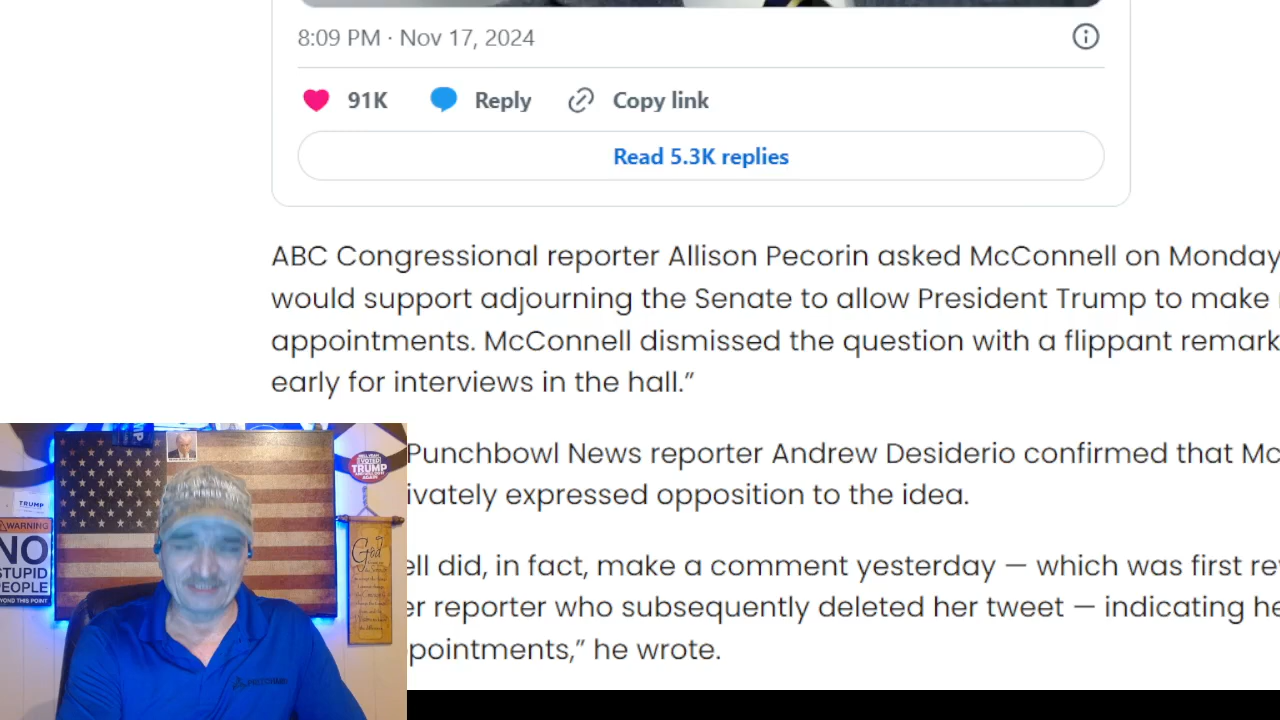 8:09 PM · Nov 17, 2024
91K Reply Copy link
Read 5.3K replies
ABC Congressional reporter Allison Pecorin asked McConnell on Monday
would support adjourning the Senate to allow President Trump to make
appointments. McConnell dismissed the question with a flippant remark
early for interviews in the hall.”
Punchbowl News reporter Andrew Desiderio confirmed that Mc
ivately expressed opposition to the idea.
ell did, in fact, make a comment yesterday — which was first re
er reporter who subsequently deleted her tweet — indicating he
pointments,” he wrote.
TRUMP
WARNING
NO
STUPID
PEOPLE
BEYOND THIS POINT
TRUMP
God